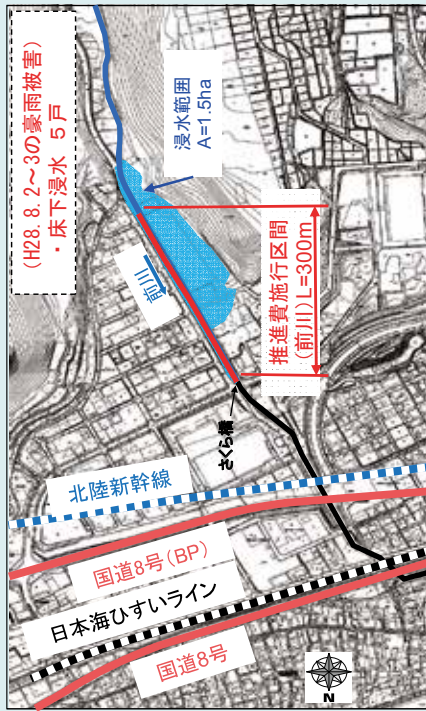 (H28.8.2～3の豪雨被害)
・床下浸水 5戸
浸水範囲
A=1.5ha
前川
推進費施行区間
(前川)L=300m
さくら橋
北陸新幹線
国道8号(BP)
日本海ひすいライン
国道8号
N